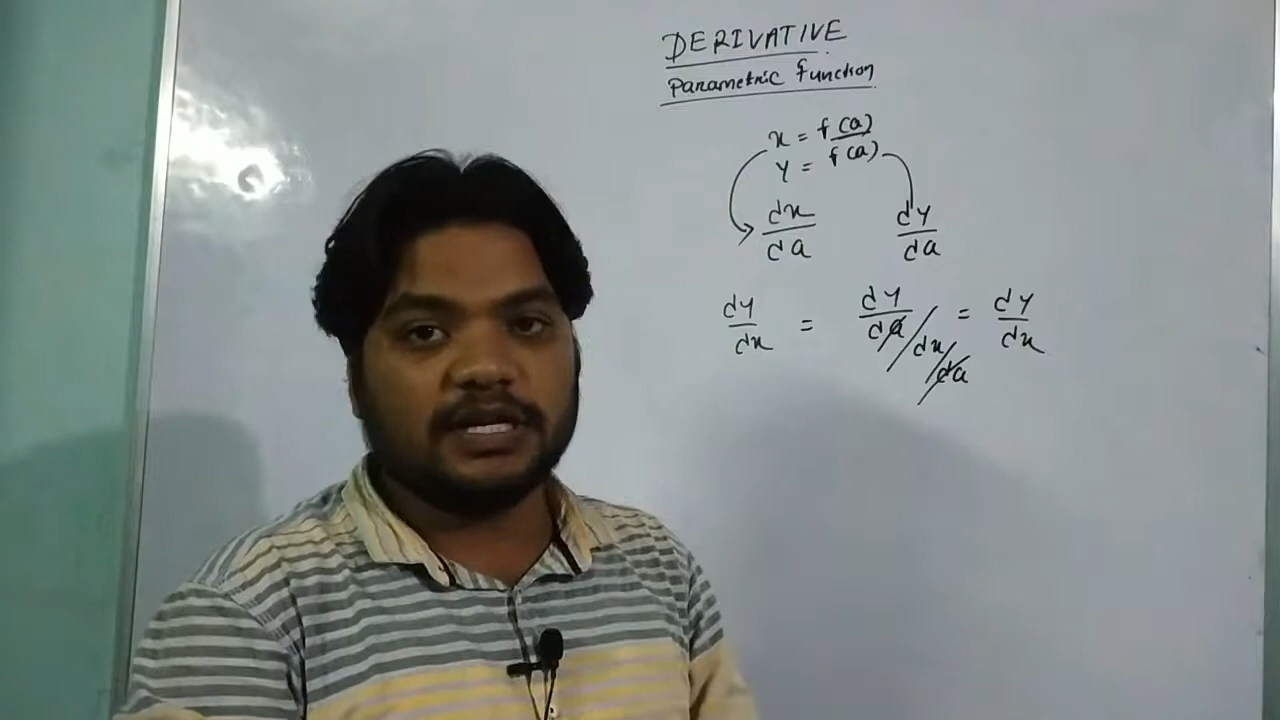 DERIVATIVE
Parametric function
x = f(a)
y = f(a)
dx/da dy/da
dy/dx = dy/da/dx/da = dy/dx